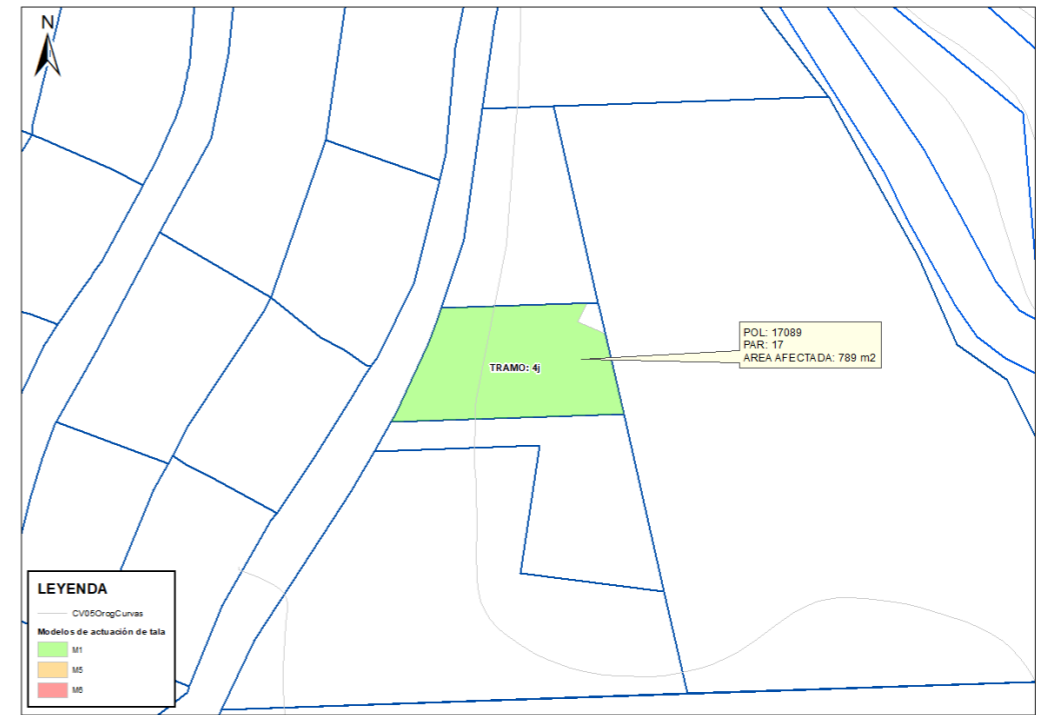 N
POL: 17089
PAR: 17
AREA AFECTADA: 789 m2
TRAMO: 4j
LEYENDA
CV05OrogCurvas
Modelos de actuación de tala
M1
M5
M6